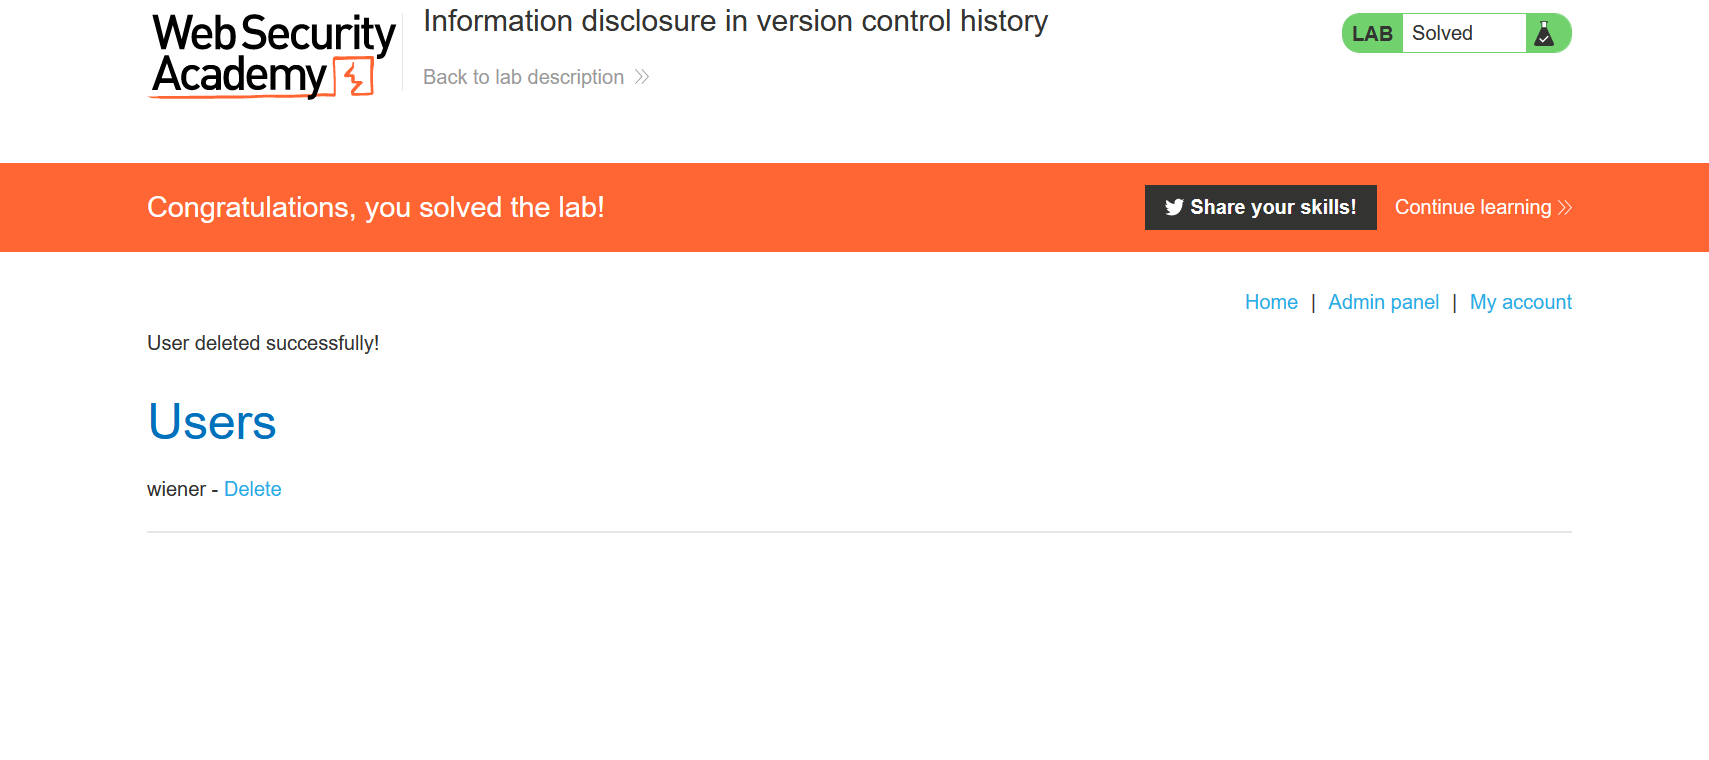 Web Security
Academy
Information disclosure in version control history
Back to lab description
LAB Solved
Congratulations, you solved the lab!
Share your skills!
Continue learning
Home | Admin panel | My account
User deleted successfully!
Users
wiener - Delete